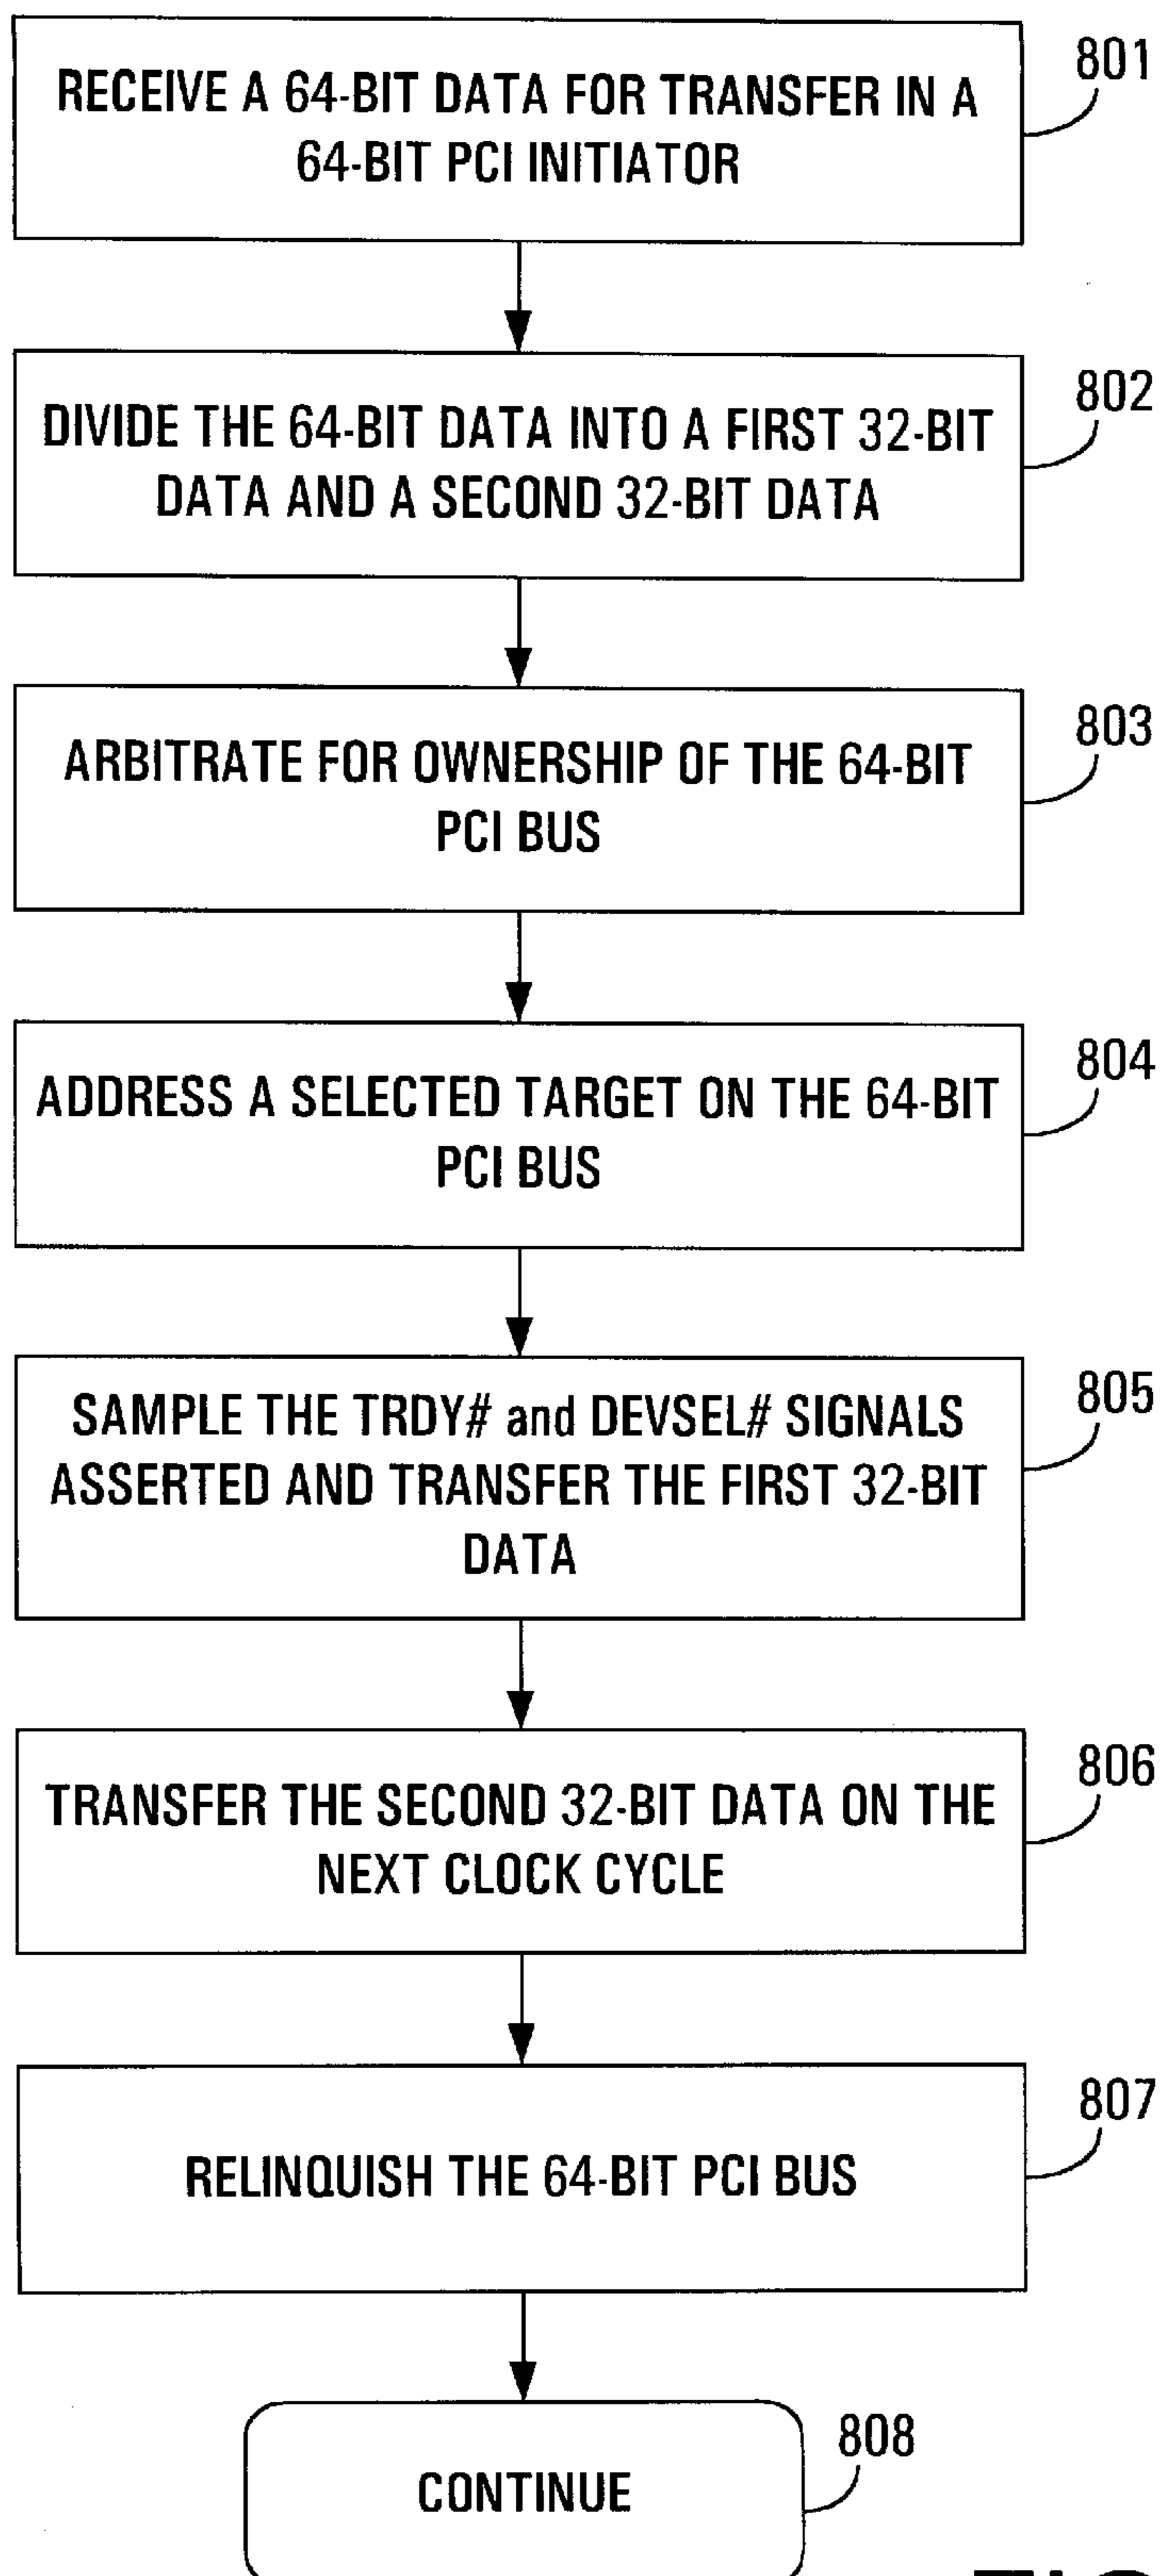 RECEIVE A 64-BIT DATA FOR TRANSFER IN A
64-BIT PCI INITIATOR
801
DIVIDE THE 64-BIT DATA INTO A FIRST 32-BIT
DATA AND A SECOND 32-BIT DATA
802
ARBITRATE FOR OWNERSHIP OF THE 64-BIT
PCI BUS
803
ADDRESS A SELECTED TARGET ON THE 64-BIT
PCI BUS
804
SAMPLE THE TRDY# and DEVSEL# SIGNALS
ASSERTED AND TRANSFER THE FIRST 32-BIT
DATA
805
TRANSFER THE SECOND 32-BIT DATA ON THE
NEXT CLOCK CYCLE
806
RELINQUISH THE 64-BIT PCI BUS
807
CONTINUE
808